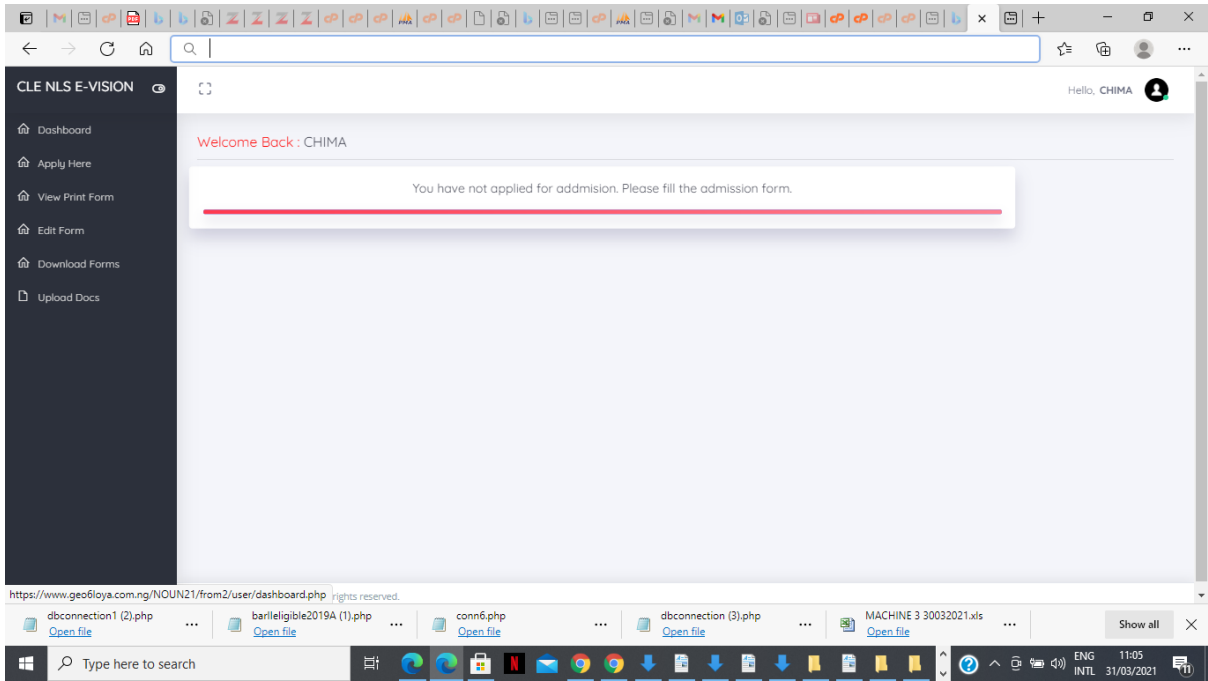 CLE NLS E-VISION
Hello, CHIMA
Dashboard
Apply Here
View Print Form
Edit Form
Download Forms
Upload Docs
Welcome Back : CHIMA
You have not applied for addmision. Please fill the admission form.
https://www.geofiloya.com.ng/NOUN21/from2/user/dashboard.php
rights reserved.
dbconnection1 (2).php
Open file
barlleligible2019A (1).php
Open file
conn6.php
Open file
dbconnection (3).php
Open file
MACHINE 3 30032021.xls
Open file
Show all
Type here to search
ENG
INTL
11:05
31/03/2021